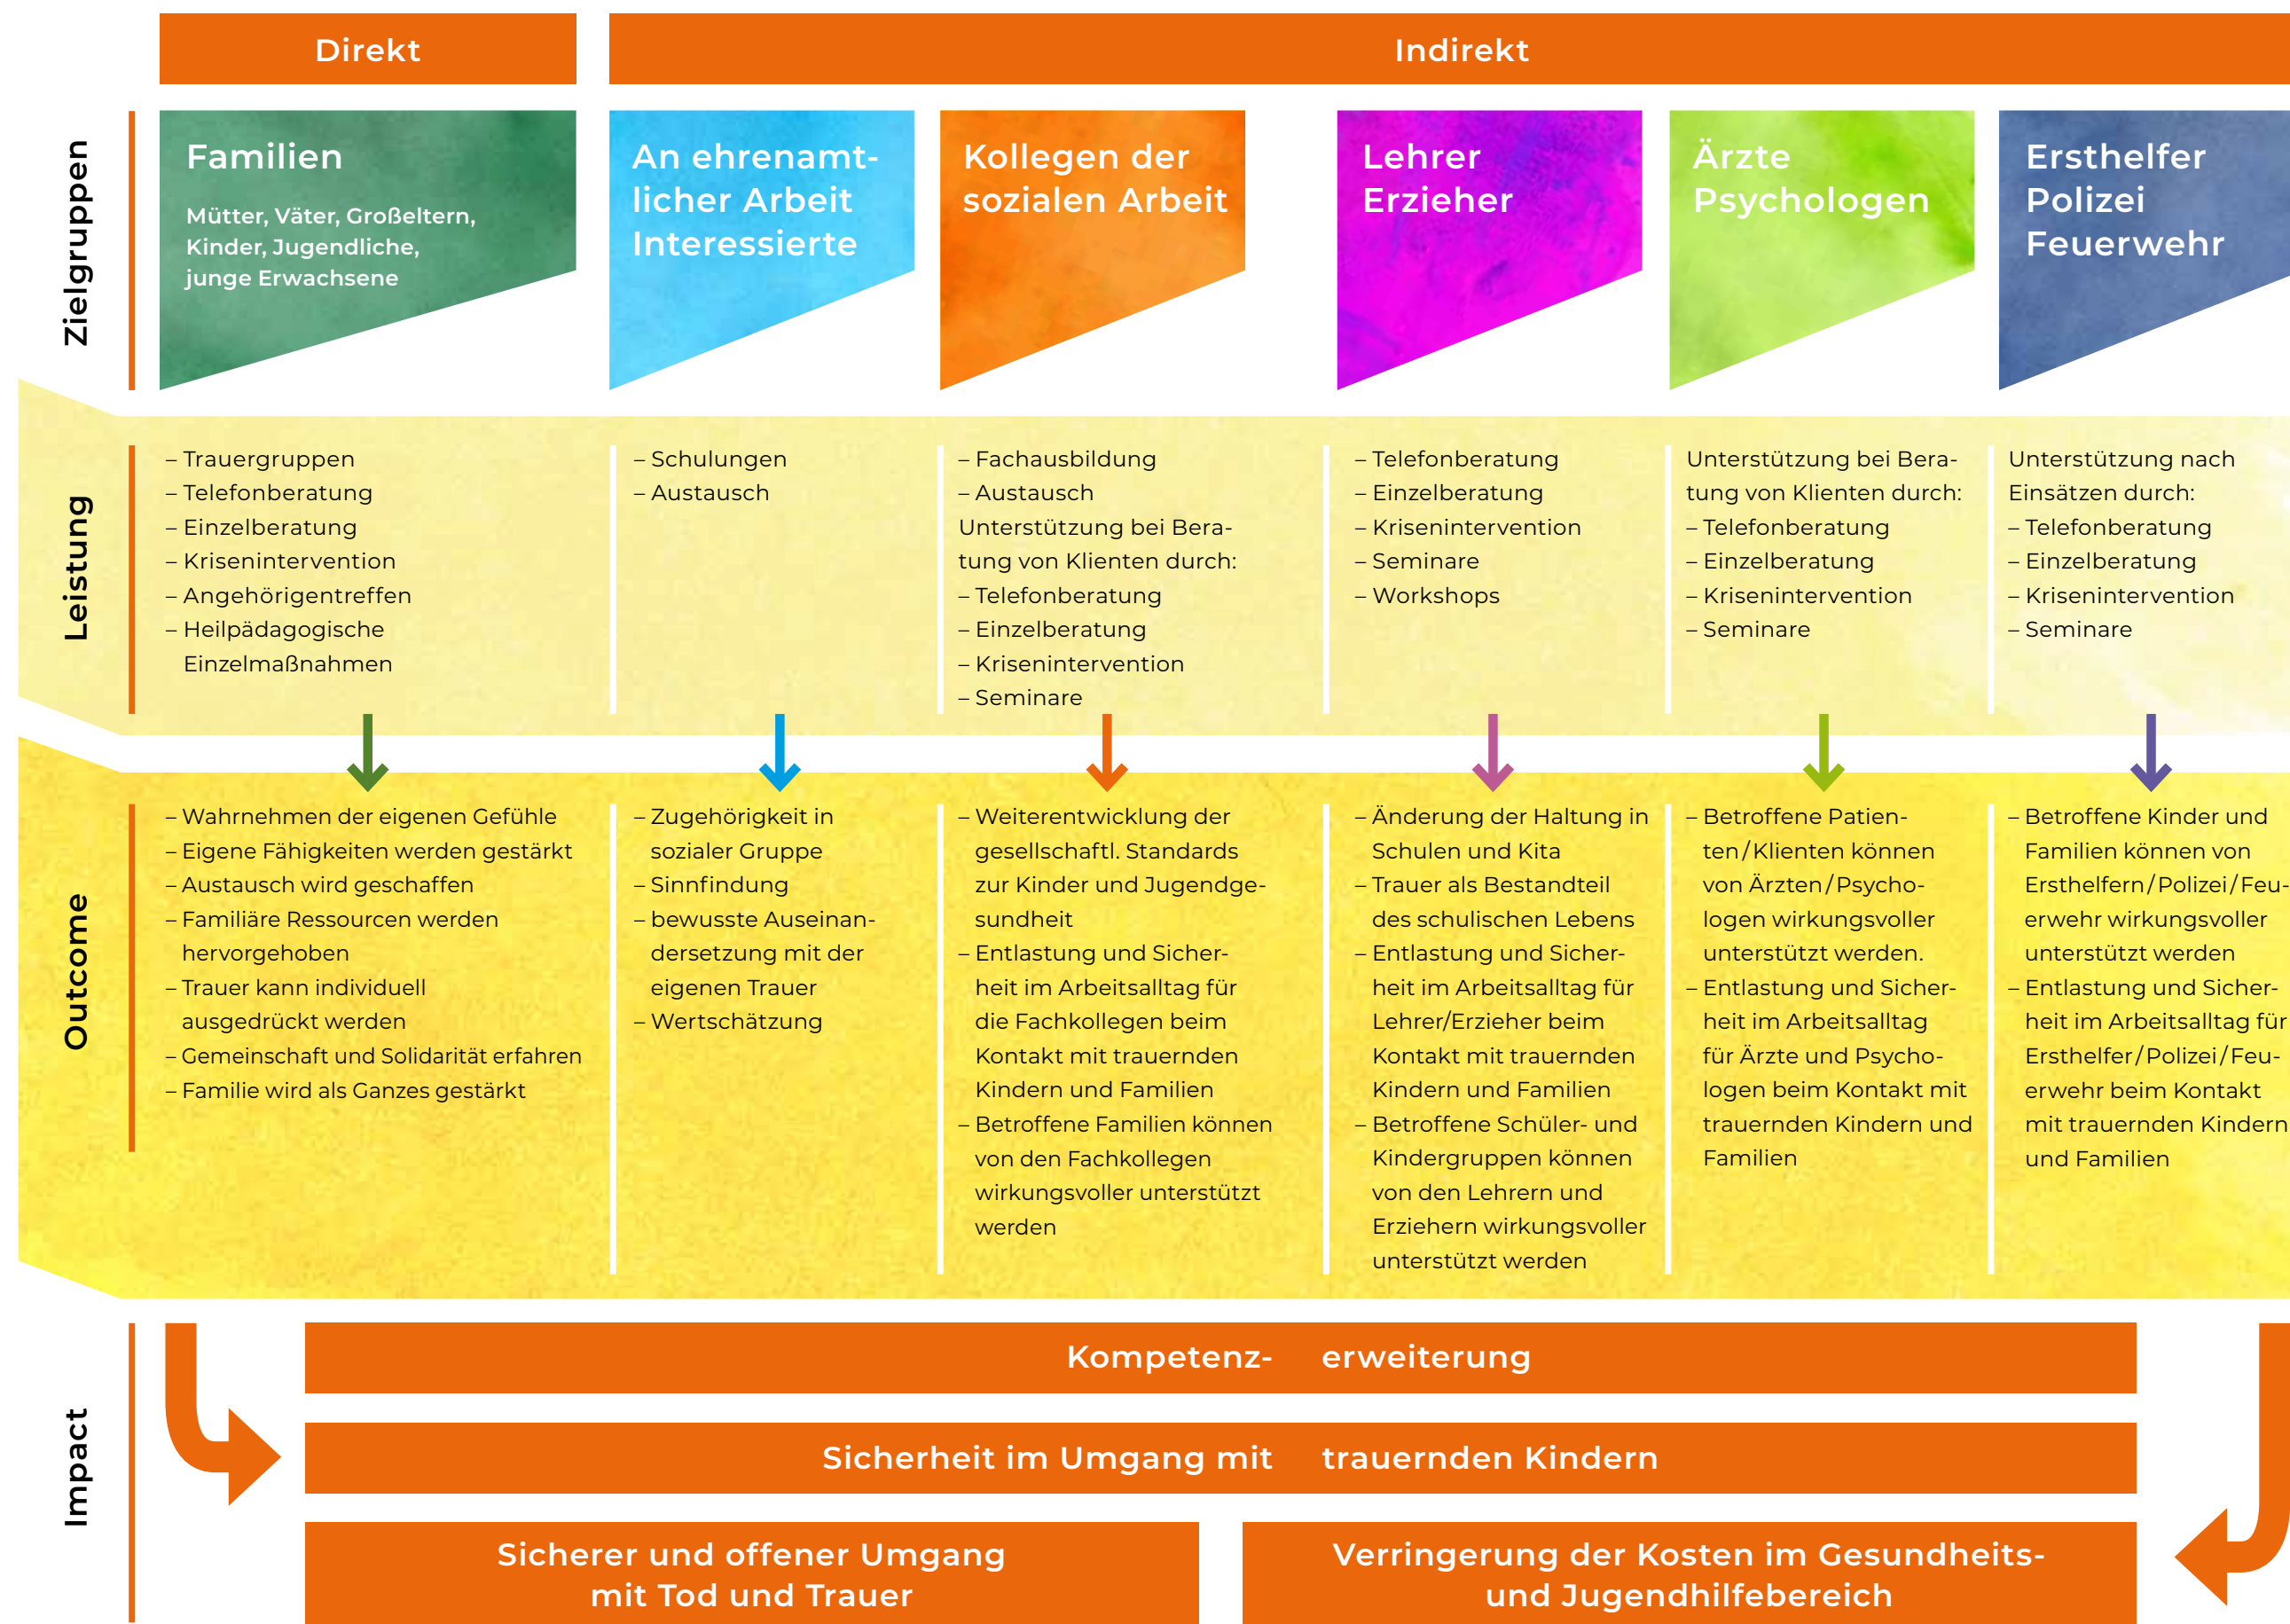 Direkt
Indirekt
Zielgruppen
Familien
Mütter, Väter, Großeltern,
Kinder, Jugendliche,
junge Erwachsene
An ehrenamt-
licher Arbeit
Interessierte
Kollegen der
sozialen Arbeit
Lehrer
Erzieher
Ärzte
Psychologen
Ersthelfer
Polizei
Feuerwehr
Leistung
– Trauergruppen
– Telefonberatung
– Einzelberatung
– Krisenintervention
– Angehörigentreffen
– Heilpädagogische
Einzelmaßnahmen
– Schulungen
– Austausch
– Fachausbildung
– Austausch
Unterstützung bei Bera-
tung von Klienten durch:
– Telefonberatung
– Einzelberatung
– Krisenintervention
– Seminare
– Telefonberatung
– Einzelberatung
– Krisenintervention
– Seminare
– Workshops
Unterstützung bei Bera-
tung von Klienten durch:
– Telefonberatung
– Einzelberatung
– Krisenintervention
– Seminare
Unterstützung nach
Einsätzen durch:
– Telefonberatung
– Einzelberatung
– Krisenintervention
– Seminare
Outcome
– Wahrnehmen der eigenen Gefühle
– Eigene Fähigkeiten werden gestärkt
– Austausch wird geschaffen
– Familiäre Ressourcen werden
hervorgehoben
– Trauer kann individuell
ausgedrückt werden
– Gemeinschaft und Solidarität erfahren
– Familie wird als Ganzes gestärkt
– Zugehörigkeit in
sozialer Gruppe
– Sinnfindung
– bewusste Auseinan-
dersetzung mit der
eigenen Trauer
– Wertschätzung
– Weiterentwicklung der
gesellschaftl. Standards
zur Kinder und Jugendge-
sundheit
– Entlastung und Sicher-
heit im Arbeitsalltag für
die Fachkollegen beim
Kontakt mit trauernden
Kindern und Familien
– Betroffene Familien können
von den Fachkollegen
wirkungsvoller unterstützt
werden
– Änderung der Haltung in
Schulen und Kita
– Trauer als Bestandteil
des schulischen Lebens
– Entlastung und Sicher-
heit im Arbeitsalltag für
Lehrer/Erzieher beim
Kontakt mit trauernden
Kindern und Familien
– Betroffene Schüler- und
Kindergruppen können
von den Lehrern und
Erziehern wirkungsvoller
unterstützt werden
– Betroffene Patien-
ten/Klienten können
von Ärzten/Psycho-
logen wirkungsvoller
unterstützt werden.
– Entlastung und Sicher-
heit im Arbeitsalltag
für Ärzte und Psycho-
logen beim Kontakt mit
trauernden Kindern und
Familien
– Betroffene Kinder und
Familien können von
Ersthelfern/Polizei/Feu-
erwehr wirkungsvoller
unterstützt werden
– Entlastung und Sicher-
heit im Arbeitsalltag für
Ersthelfer/Polizei/Feu-
erwehr beim Kontakt
mit trauernden Kindern
und Familien
Impact
Kompetenz- erweiterung
Sicherheit im Umgang mit trauernden Kindern
Sicherer und offener Umgang
mit Tod und Trauer
Verringerung der Kosten im Gesundheits-
und Jugendhilfebereich